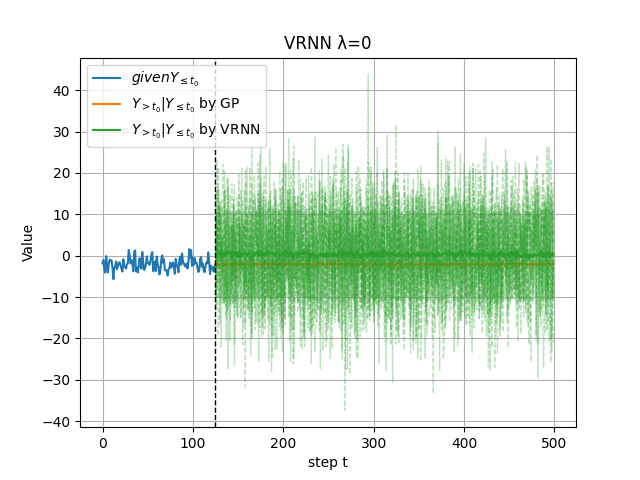 VRNN λ=0
givenY≤t₀
Y>t₀|Y≤t₀ by GP
Y>t₀|Y≤t₀ by VRNN
Value
40
30
20
10
0
−10
−20
−30
−40
0 100 200 300 400 500
step t